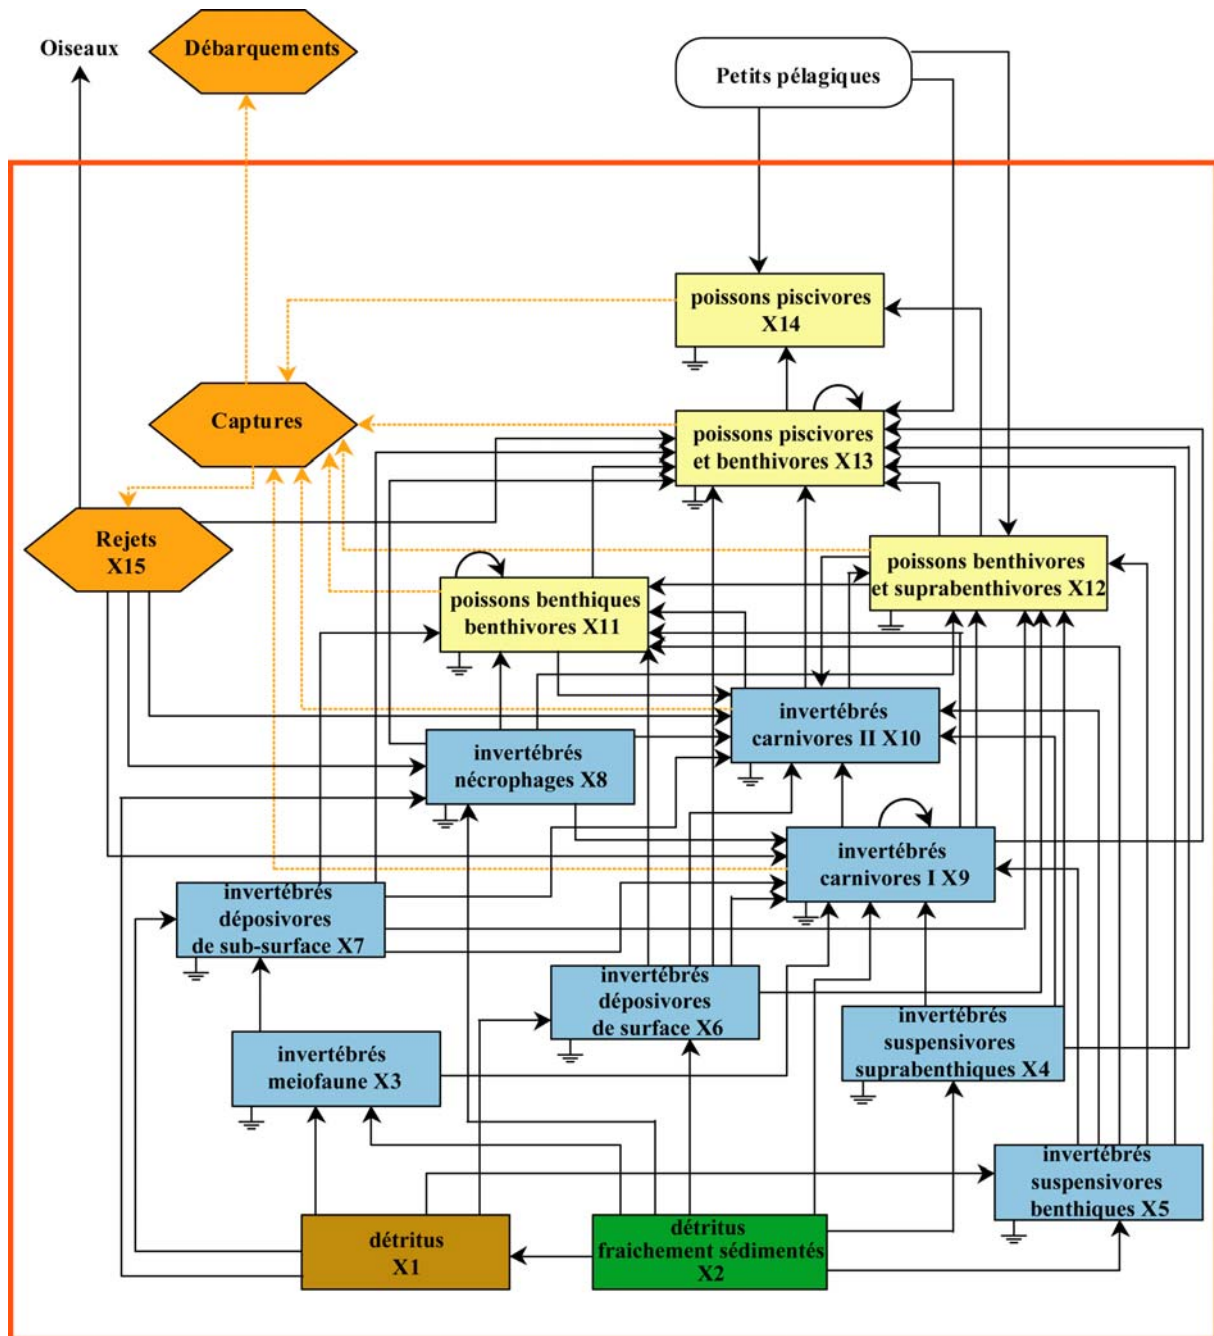 Oiseaux
Débarquements
Petits pélagiques
poissons piscivores
X14
Captures
poissons piscivores
et benthivores X13
Rejets
X15
poissons benthivores
et suprabenthivores X12
poissons benthiques
benthivores X11
invertébrés
carnivores II X10
invertébrés
nécrophages X8
invertébrés
carnivores I X9
invertébrés
déposivores
de sub-surface X7
invertébrés
déposivores
de surface X6
invertébrés
suspensivores
suprabenthiques X4
invertébrés
meiofaune X3
invertébrés
suspensivores
benthiques X5
détritus
X1
détritus
fraichement sédimentés
X2